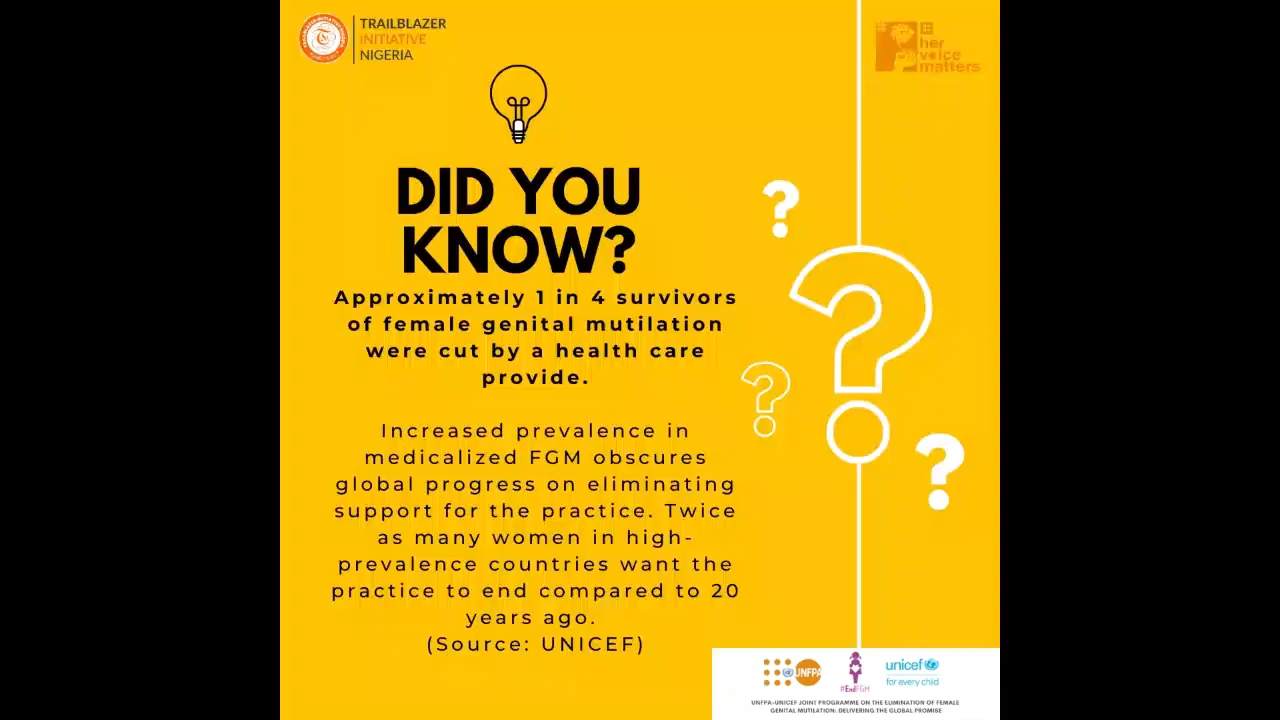 TRAILBLAZER
INITIATIVE
NIGERIA
her
voice
matters
DID YOU
KNOW?
Approximately 1 in 4 survivors
of female genital mutilation
were cut by a health care
provide.
Increased prevalence in
medicalized FGM obscures
global progress on eliminating
support for the practice. Twice
as many women in high-
prevalence countries want the
practice to end compared to 20
years ago.
(Source: UNICEF)
UNFPA
#EndFGM
unicef
for every child
UNFPA-UNICEF JOINT PROGRAMME ON THE ELIMINATION OF FEMALE
GENITAL MUTILATION: DELIVERING THE GLOBAL PROMISE